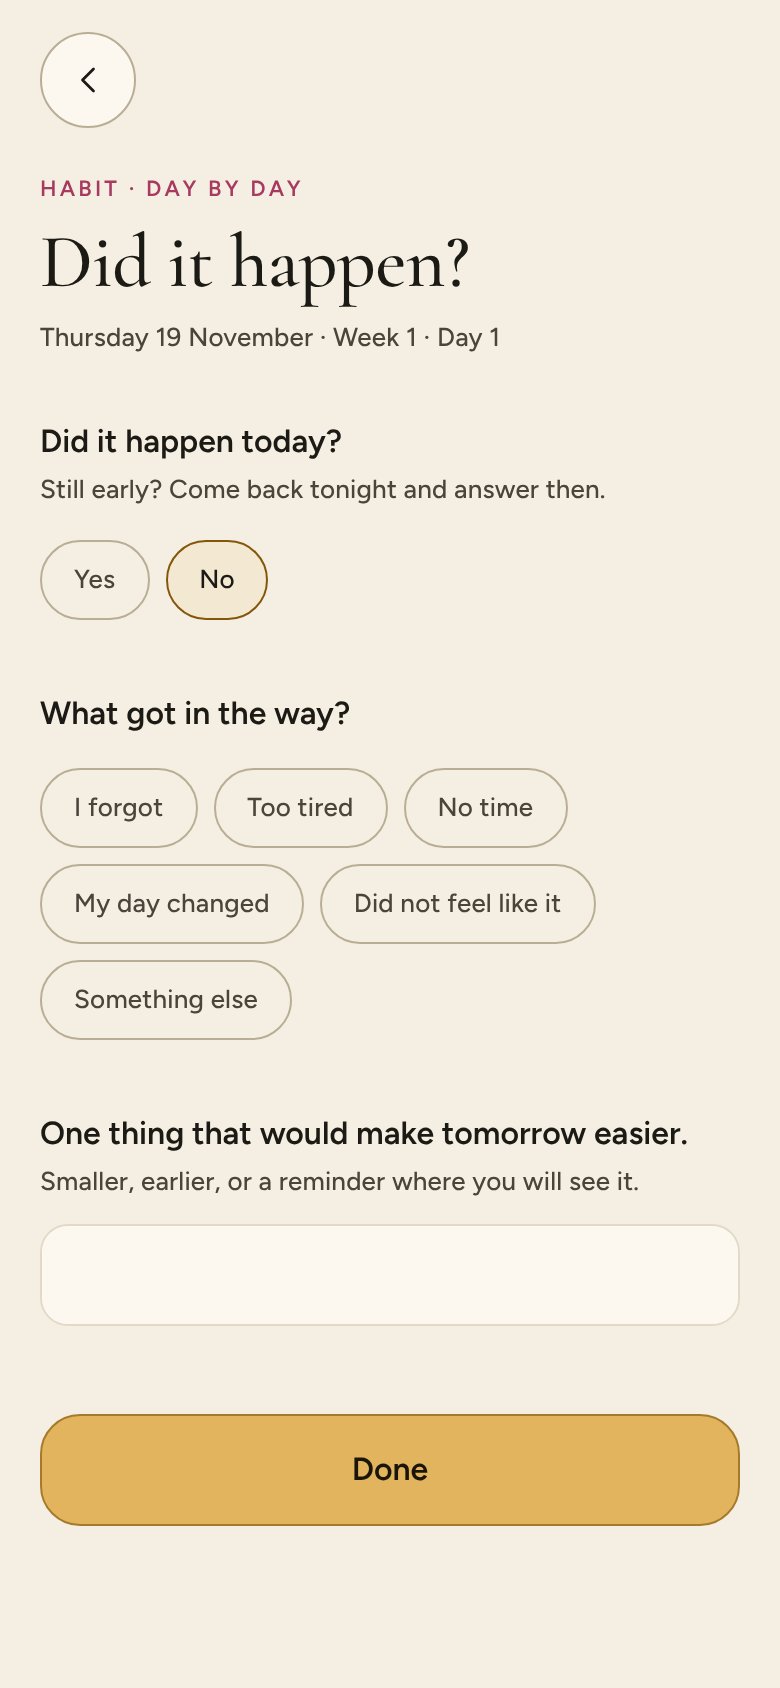 HABIT · DAY BY DAY
Did it happen?
Thursday 19 November · Week 1 · Day 1
Did it happen today?
Still early? Come back tonight and answer then.
Yes No
What got in the way?
I forgot Too tired No time
My day changed Did not feel like it
Something else
One thing that would make tomorrow easier.
Smaller, earlier, or a reminder where you will see it.
Done